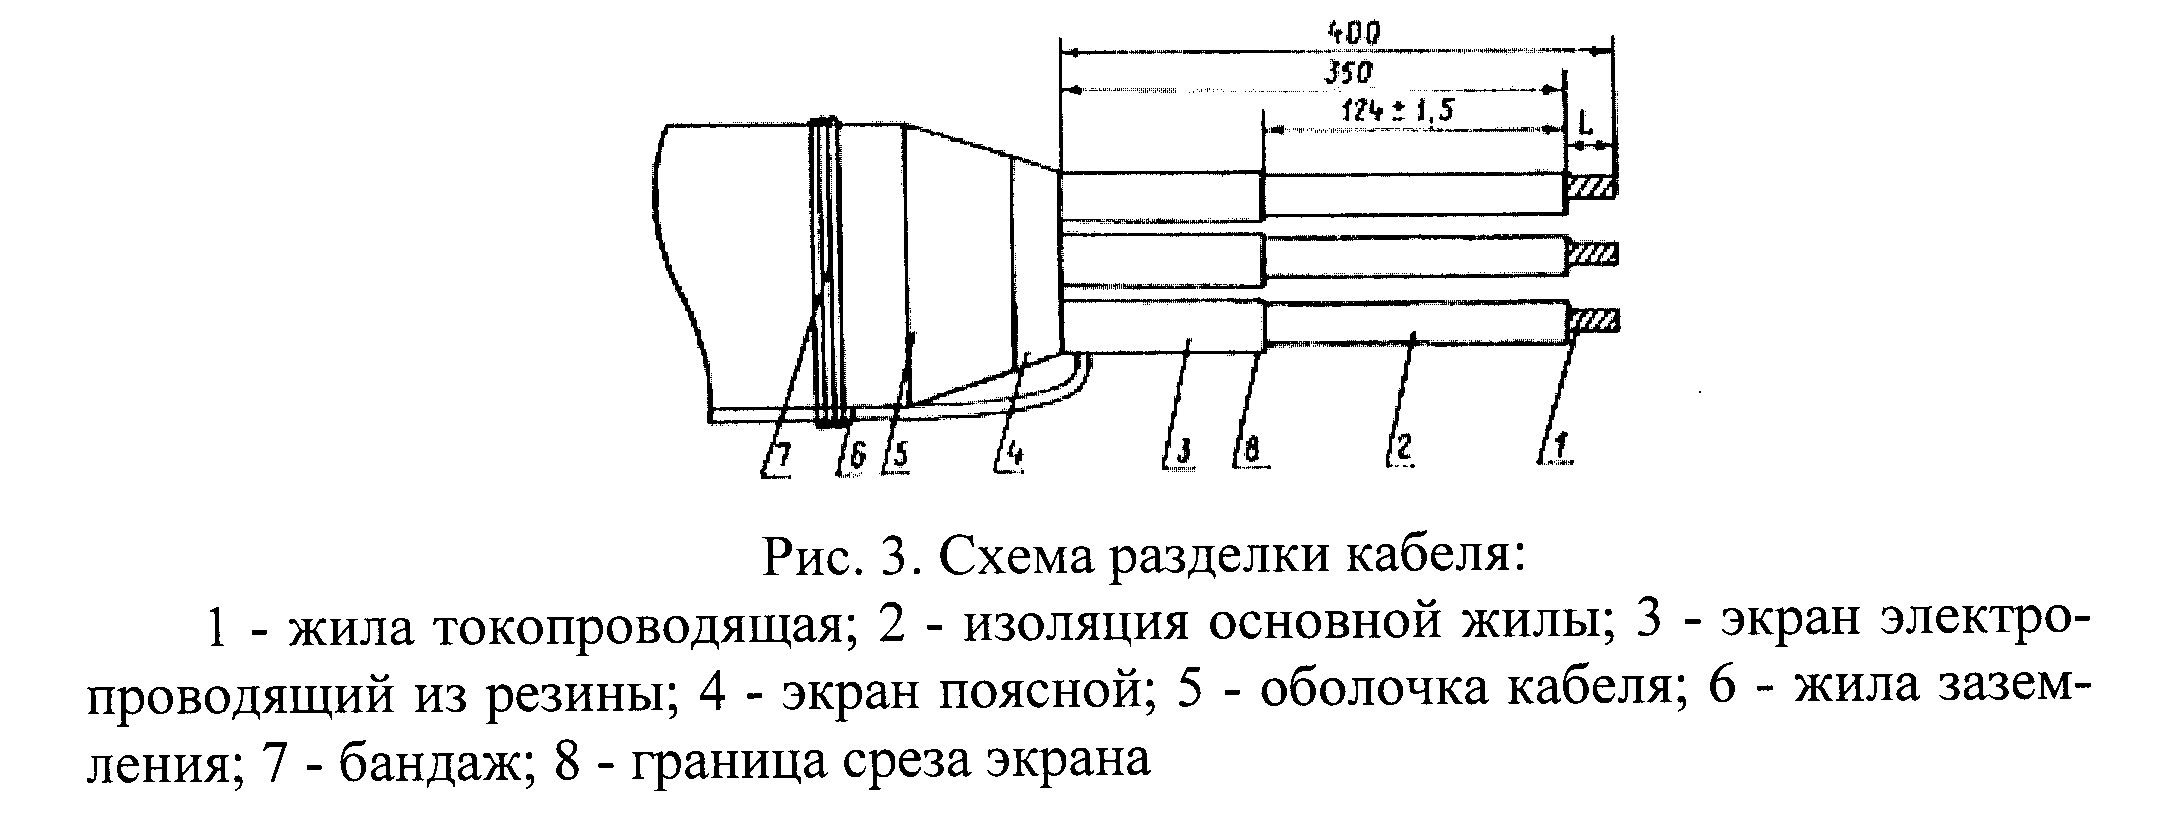 400
350
124 ± 1,5
L
7 6 5 4 3 8 2 1
Рис. 3. Схема разделки кабеля:
1 - жила токопроводящая; 2 - изоляция основной жилы; 3 - экран электро-
проводящий из резины; 4 - экран поясной; 5 - оболочка кабеля; 6 - жила зазем-
ления; 7 - бандаж; 8 - граница среза экрана